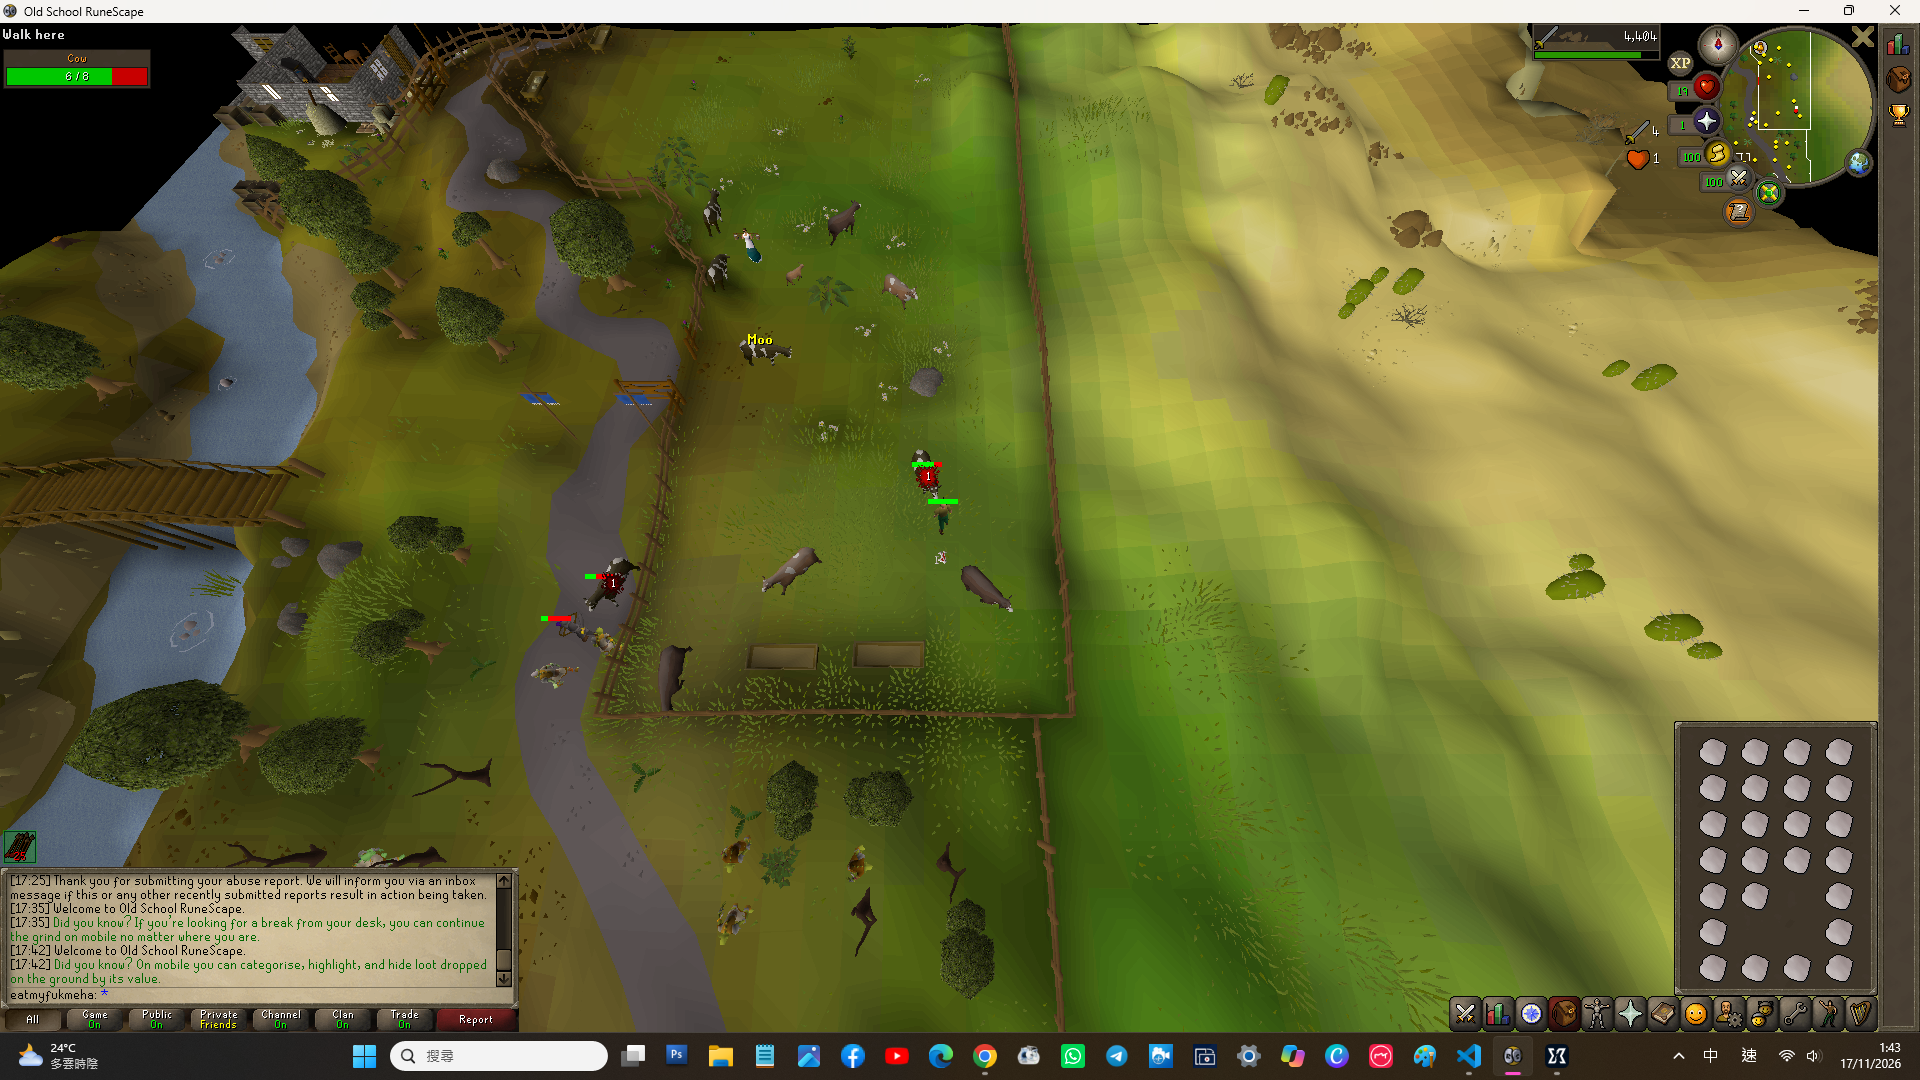 Old School RuneScape
Walk here
Cow
6 / 8
4,404
N
XP
19
4
1
1
100
77
100
Moo
1
1
25
[17:25] Thank you for submitting your abuse report. We will inform you via an inbox
message if this or any other recently submitted reports result in action being taken.
[17:35] Welcome to Old School RuneScape.
[17:35] Did you know? If you're looking for a break from your desk, you can continue
the grind on mobile no matter where you are.
[17:42] Welcome to Old School RuneScape.
[17:42] Did you know? On mobile you can categorise, highlight, and hide loot dropped
on the ground by its value.
eatmyfukmeha: *
All
Game
On
Public
On
Private
Friends
Channel
On
Clan
On
Trade
On
Report
24°C
多雲時陰
搜尋
Ps
中
速
1:43
17/11/2026